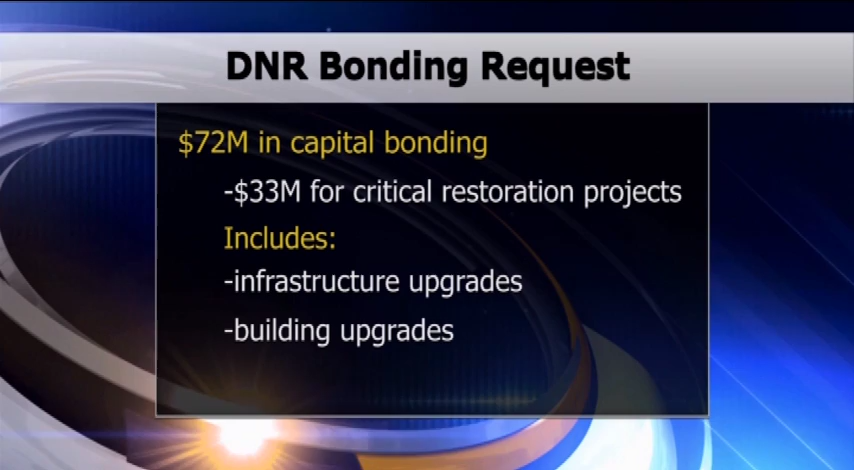 DNR Bonding Request
$72M in capital bonding
-$33M for critical restoration projects
Includes:
-infrastructure upgrades
-building upgrades